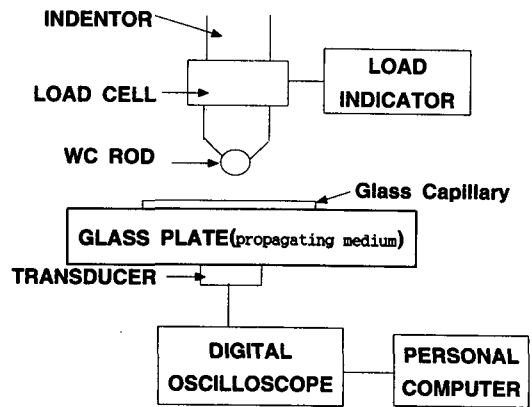 INDENTOR
LOAD CELL
LOAD
INDICATOR
WC ROD
Glass Capillary
GLASS PLATE(propagating medium)
TRANSDUCER
DIGITAL
OSCILLOSCOPE
PERSONAL
COMPUTER